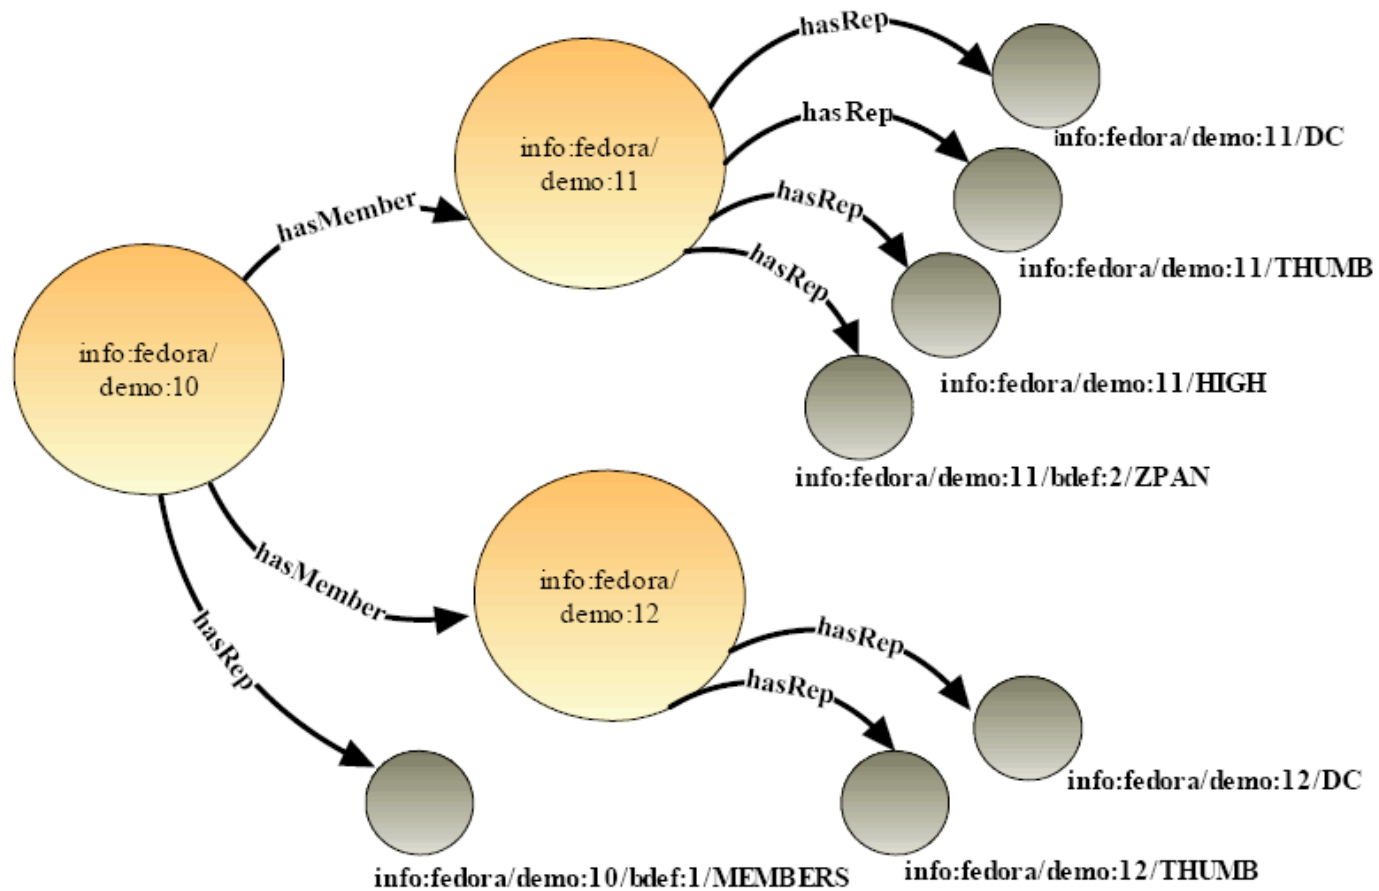 hasRep
info:fedora/demo:11/DC
hasRep
info:fedora/demo:11/THUMB
info:fedora/
demo:11
hasRep
info:fedora/demo:11/HIGH
hasRep
info:fedora/demo:11/bdef:2/ZPAN
hasMember
info:fedora/
demo:10
hasMember
info:fedora/
demo:12
hasRep
info:fedora/demo:12/DC
hasRep
info:fedora/demo:12/THUMB
hasRep
info:fedora/demo:10/bdef:1/MEMBERS